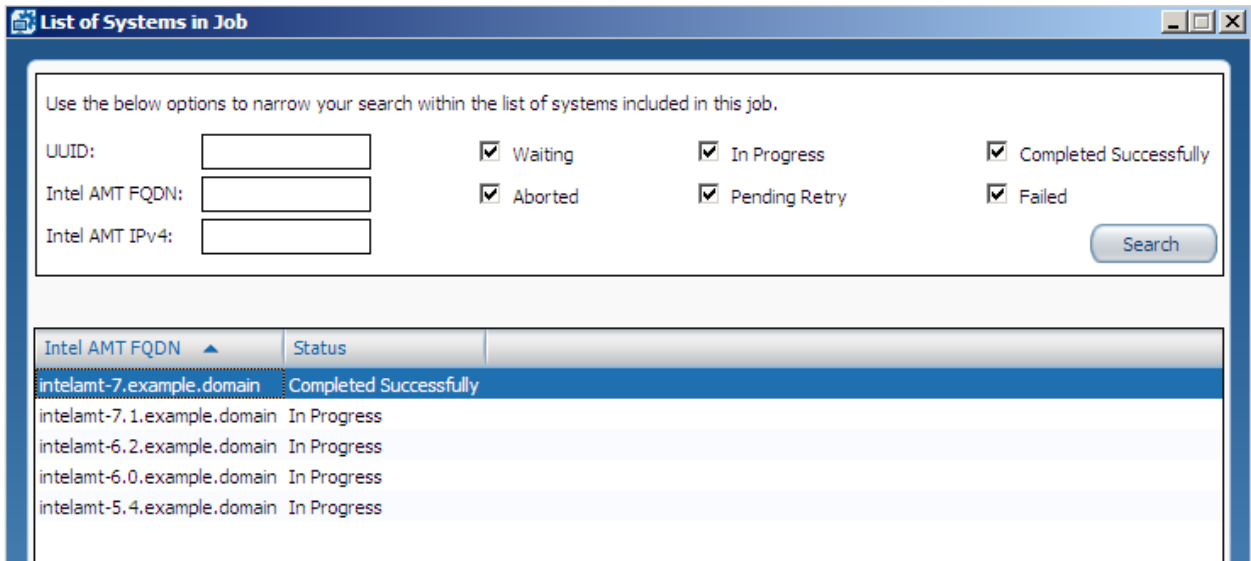 List of Systems in Job
Use the below options to narrow your search within the list of systems included in this job.
UUID: Waiting In Progress Completed Successfully
Intel AMT FQDN: Aborted Pending Retry Failed
Intel AMT IPv4:
Search
Intel AMT FQDN Status
intelamt-7.example.domain Completed Successfully
intelamt-7.1.example.domain In Progress
intelamt-6.2.example.domain In Progress
intelamt-6.0.example.domain In Progress
intelamt-5.4.example.domain In Progress